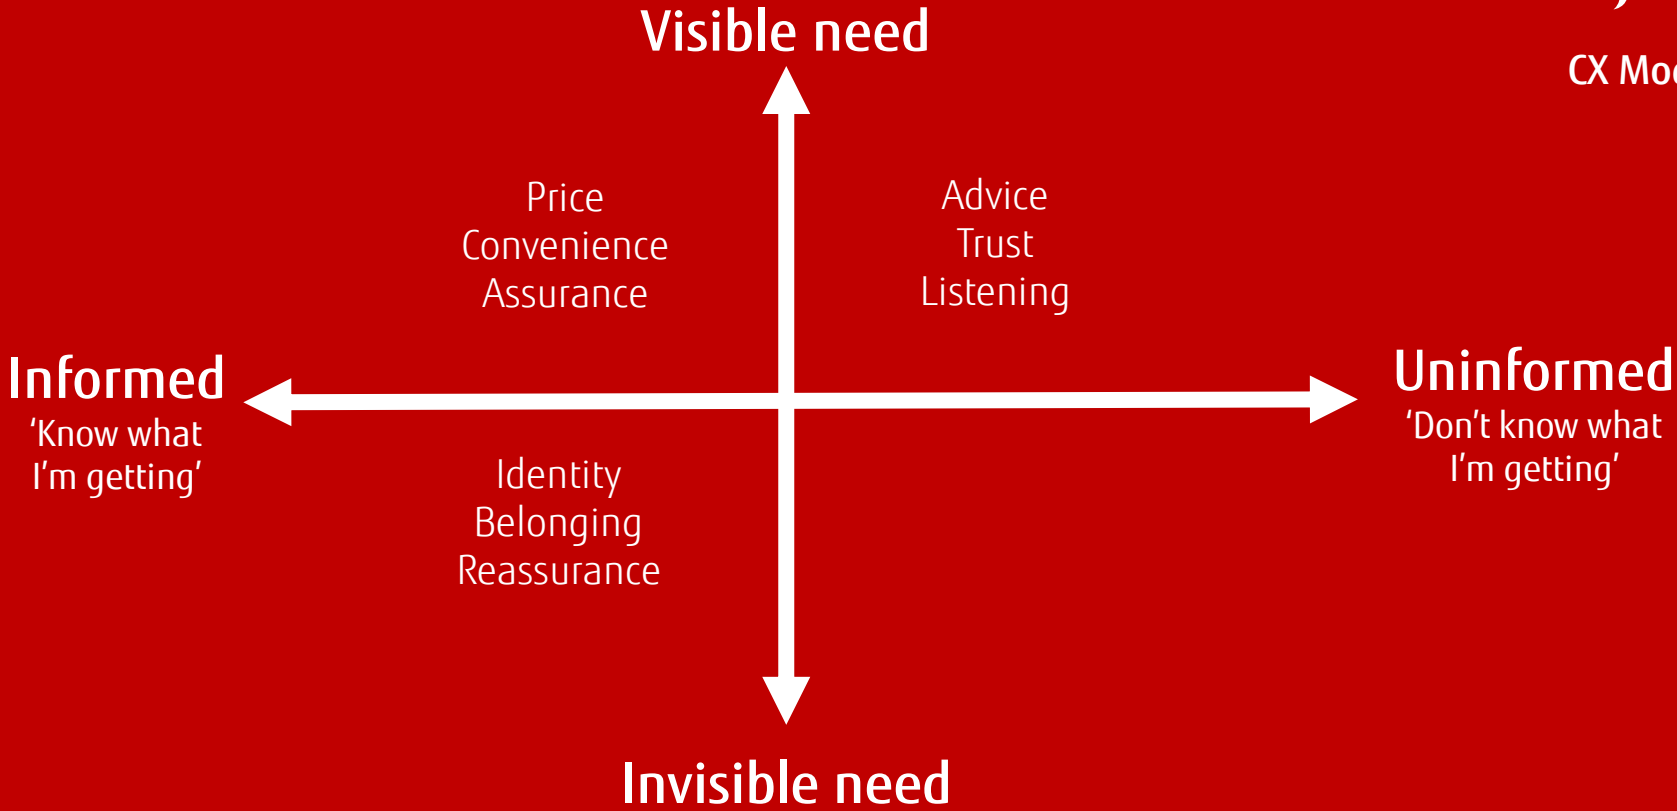 Visible need
CX
Price
Convenience
Assurance
Advice
Trust
Listening
Informed
‘Know what
I'm getting’
Uninformed
‘Don't know what
I'm getting’
Identity
Belonging
Reassurance
Invisible need